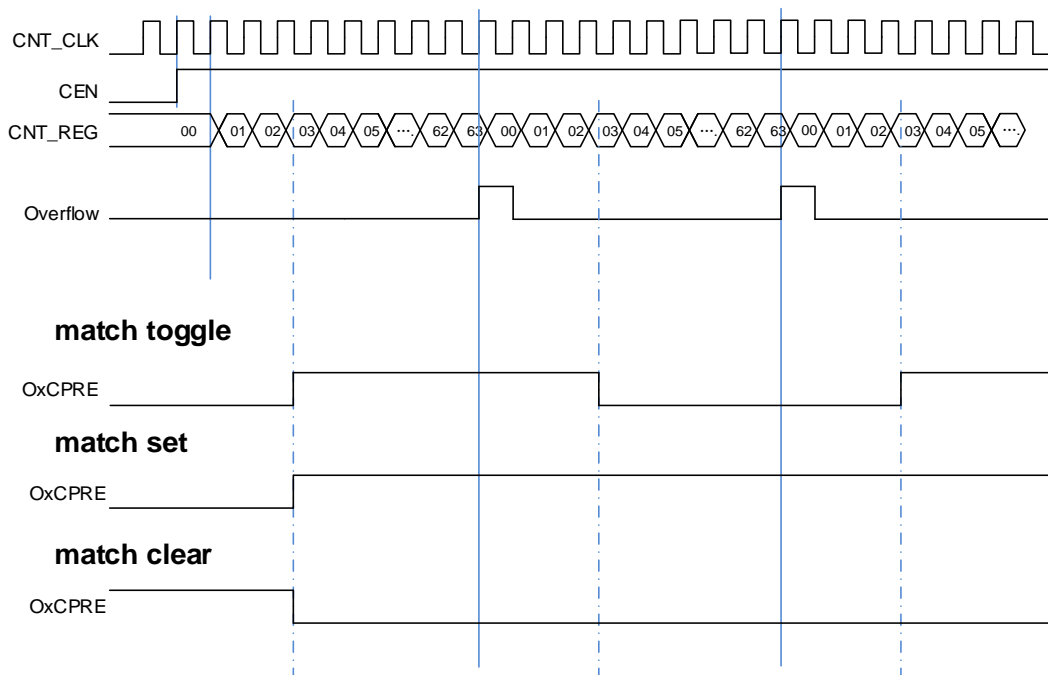 CNT_CLK
CEN
CNT_REG 00 01 02 03 04 05 ···. 62 63 00 01 02 03 04 05 ···. 62 63 00 01 02 03 04 05 ···.
Overflow
match toggle
OxCPRE
match set
OxCPRE
match clear
OxCPRE